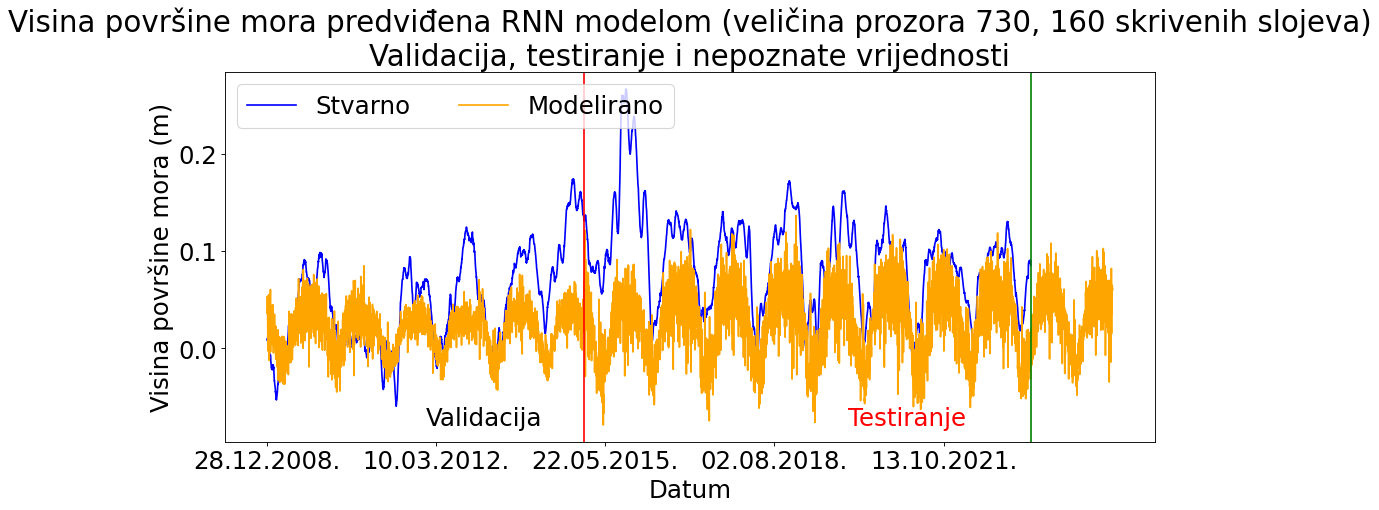 Visina površine mora predviđena RNN modelom (veličina prozora 730, 160 skrivenih slojeva)
Validacija, testiranje i nepoznate vrijednosti
Stvarno
Modelirano
Visina površine mora (m)
0.2
0.1
0.0
Validacija
Testiranje
28.12.2008.
10.03.2012.
22.05.2015.
02.08.2018.
13.10.2021.
Datum